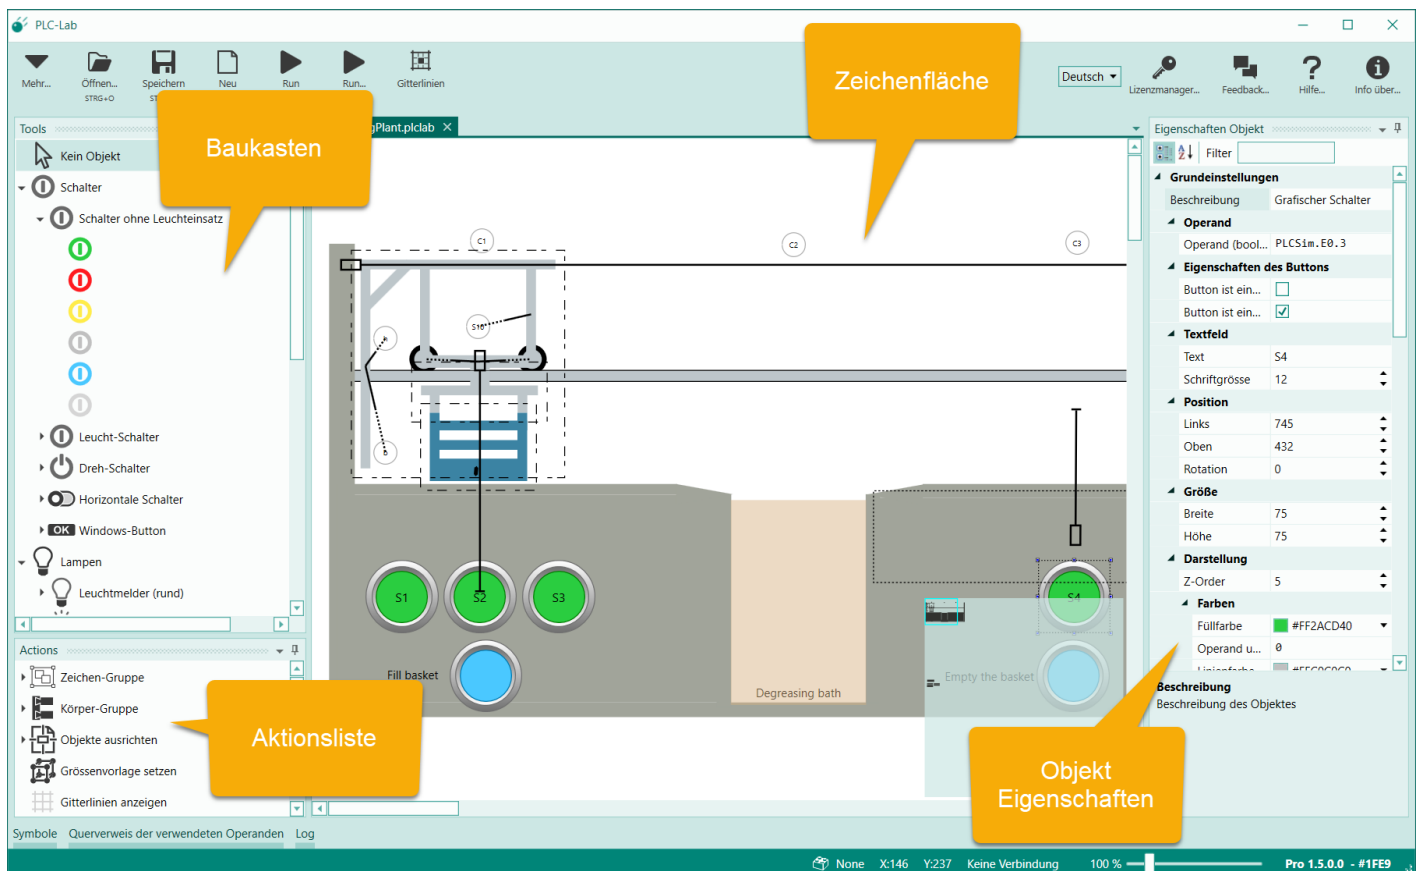 PLC-Lab
Mehr...
Öffnen...
STRG+O
Speichern
Neu
Run
Run...
Gitterlinien
Deutsch
Lizenzmanager...
Feedback...
Hilfe...
Info über...
Zeichenfläche
Baukasten
Tools
Kein Objekt
Schalter
Schalter ohne Leuchteinsatz
Leucht-Schalter
Dreh-Schalter
Horizontale Schalter
OK Windows-Button
Lampen
Leuchtmelder (rund)
Actions
Zeichen-Gruppe
Körper-Gruppe
Objekte ausrichten
Grössenvorlage setzen
Gitterlinien anzeigen
Aktionsliste
gPlant.plclab
C1
C2
C3
S10
S1
S2
S3
S4
Fill basket
Degreasing bath
Empty the basket
Eigenschaften Objekt
Filter
Grundeinstellungen
Beschreibung Grafischer Schalter
Operand
Operand (bool... PLCSim.E0.3
Eigenschaften des Buttons
Button ist ein...
Button ist ein...
Textfeld
Text S4
Schriftgrösse 12
Position
Links 745
Oben 432
Rotation 0
Größe
Breite 75
Höhe 75
Darstellung
Z-Order 5
Farben
Füllfarbe #FF2ACD40
Operand u... 0
Linienfarbe #FFC0C0C0
Beschreibung
Beschreibung des Objektes
Objekt
Eigenschaften
Symbole Querverweis der verwendeten Operanden Log
None X:146 Y:237 Keine Verbindung 100 % Pro 1.5.0.0 - #1FE9